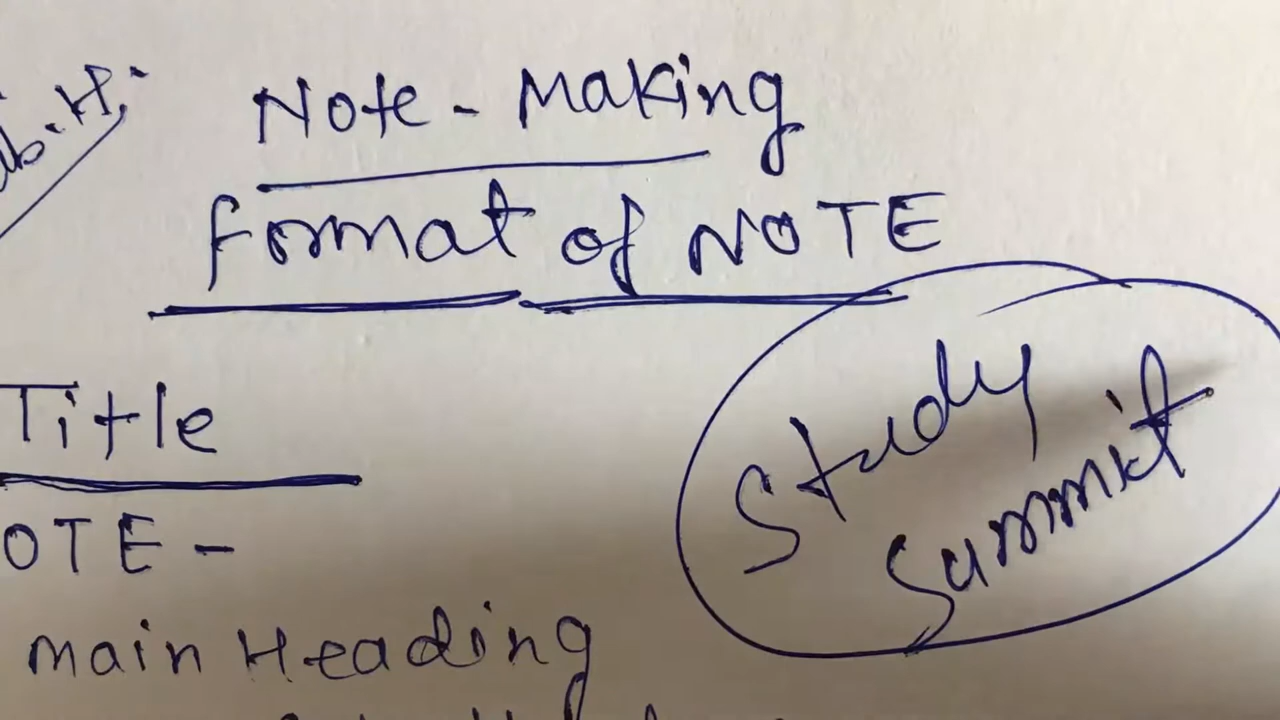 Note - Making
Format of NOTE
Title
Study
Summit
OTE -
Main Heading